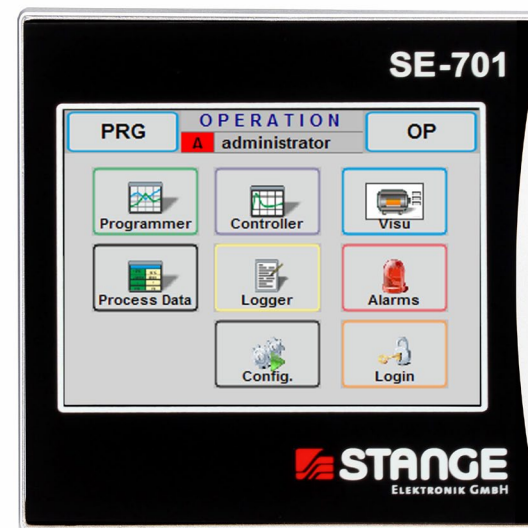 SE-701
PRG
OPERATION
OP
A administrator
Programmer
Controller
Visu
Process Data
Logger
Alarms
Config.
Login
STANGE
ELEKTRONIK GMBH